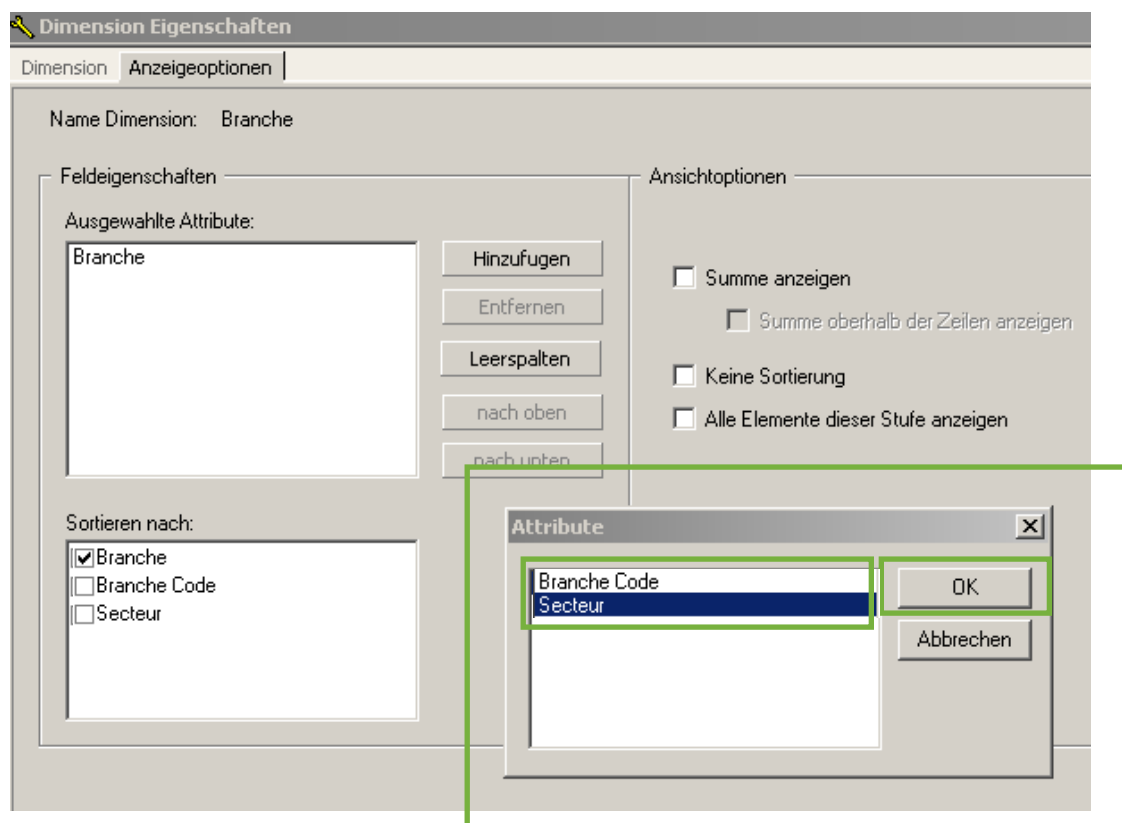 Dimension Eigenschaften
Dimension Anzeigeoptionen
Name Dimension: Branche
Feldeigenschaften
Ausgewahlte Attribute:
Branche
Hinzufugen
Entfernen
Leerspalten
nach oben
nach unten
Sortieren nach:
Branche
Branche Code
Secteur
Ansichtoptionen
Summe anzeigen
Summe oberhalb der Zeilen anzeigen
Keine Sortierung
Alle Elemente dieser Stufe anzeigen
Attribute
Branche Code
Secteur
OK
Abbrechen